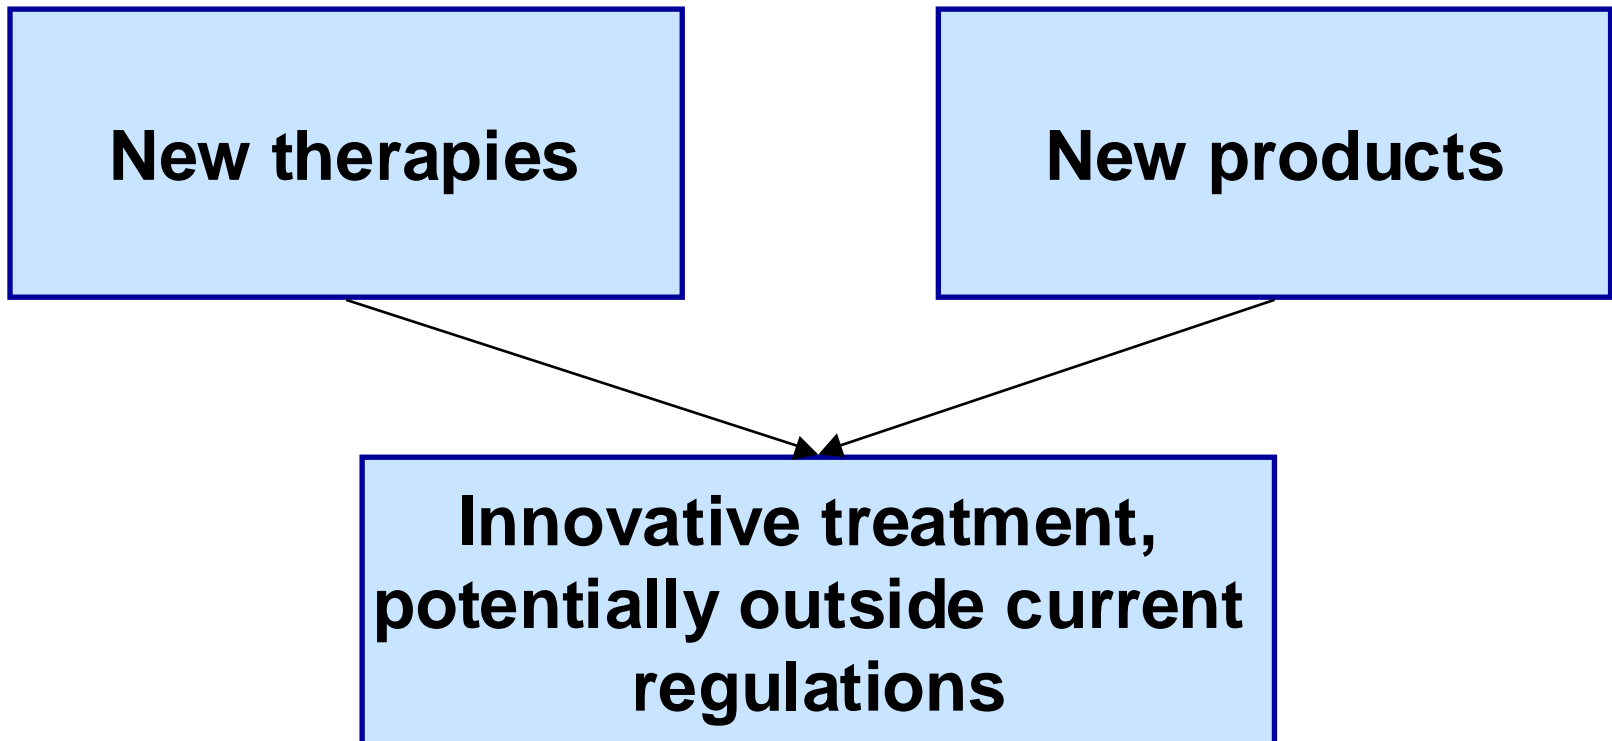 New therapies
New products
Innovative treatment,
potentially outside current
regulations